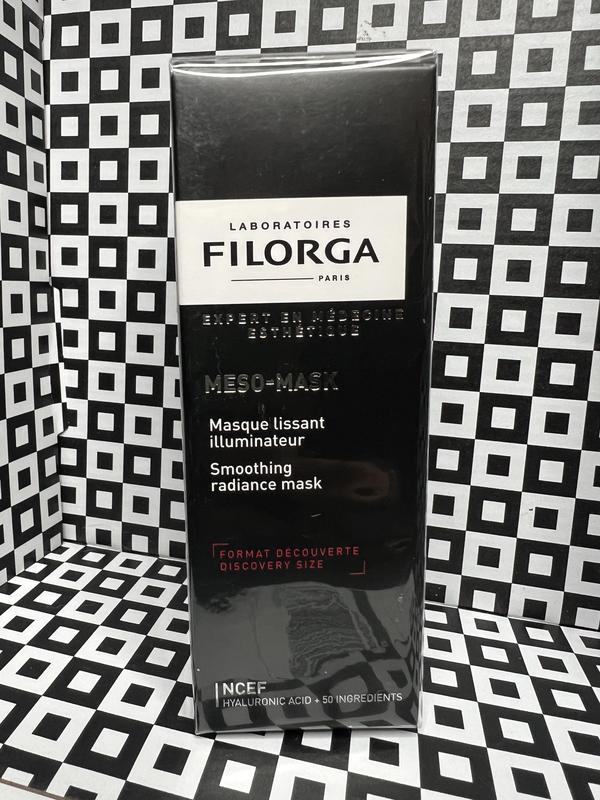 LABORATOIRES
FILORGA
PARIS
EXPERT EN MÉDECINE
ESTHÉTIQUE
MESO-MASK
Masque lissant
illuminateur
Smoothing
radiance mask
FORMAT DÉCOUVERTE
DISCOVERY SIZE
NCEF
HYALURONIC ACID + 50 INGREDIENTS